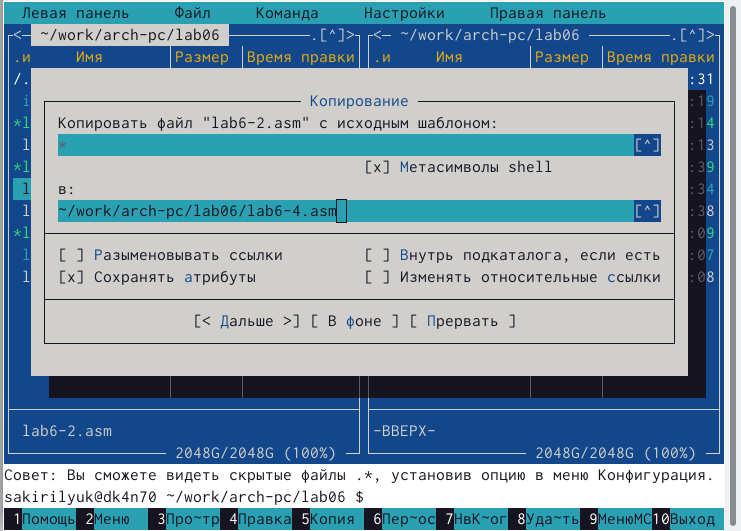 Левая панель Файл Команда Настройки Правая панель
<─ ~/work/arch-pc/lab06 ─.[^]> <─ ~/work/arch-pc/lab06 ─.[^]>
.и Имя Размер Время правки .и Имя Размер Время правки
/. :31
i Копирование :19
*l Копировать файл "lab6-2.asm" с исходным шаблоном: :14
l * [^] :13
*l [x] Метасимволы shell :39
l в: :34
l ~/work/arch-pc/lab06/lab6-4.asm [^] :38
*l :09
l [ ] Разыменовывать ссылки [ ] Внутрь подкаталога, если есть :07
l [x] Сохранять атрибуты [ ] Изменять относительные ссылки :08
[< Дальше >] [ В фоне ] [ Прервать ]
lab6-2.asm -ВВЕРХ-
2048G/2048G (100%) 2048G/2048G (100%)
Совет: Вы сможете видеть скрытые файлы .*, установив опцию в меню Конфигурация.
sakirilyuk@dk4n70 ~/work/arch-pc/lab06 $
1Помощь 2Меню 3Про~тр 4Правка 5Копия 6Пер~ос 7НвК~ог 8Уда~ть 9МенюМС 10Выход